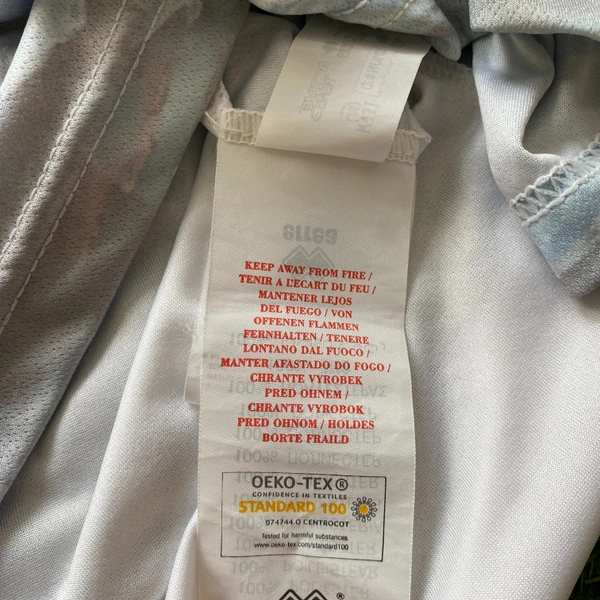 KEEP AWAY FROM FIRE /
TENIR A L'ECART DU FEU /
MANTENER LEJOS
DEL FUEGO / VON
OFFENEN FLAMMEN
FERNHALTEN / TENERE
LONTANO DAL FUOCO /
MANTER AFASTADO DO FOGO /
CHRANTE VYROBEK
PRED OHNEM /
CHRANTE VYROBOK
PRED OHNOM / HOLDES
BORTE FRAILD
OEKO-TEX®
CONFIDENCE IN TEXTILES
STANDARD 100
074744.O CENTROCOT
Tested for harmful substances
www.oeko-tex.com/standard100
®